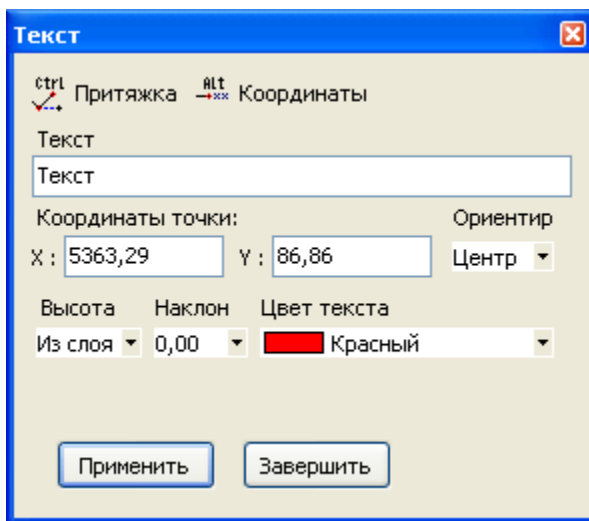 Текст
Ctrl Притяжка Alt xx Координаты
Текст
Текст
Координаты точки: Ориентир
X : 5363,29 Y : 86,86 Центр
Высота Наклон Цвет текста
Из слоя 0,00 Красный
Применить Завершить